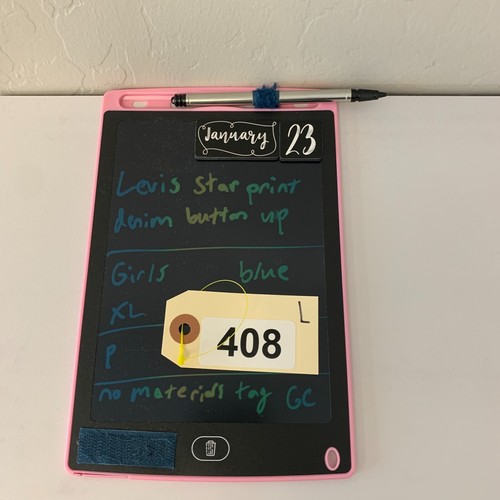 January 23
Levis Star print
denim button up
Girls blue
XL
L
408
P
no materials tag GC